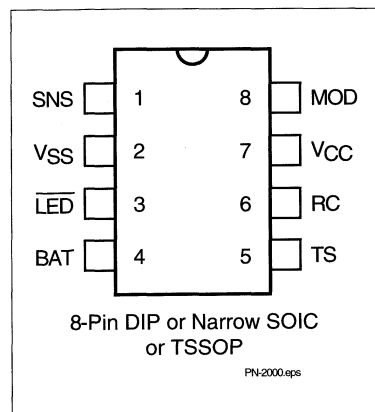 SNS 1 8 MOD
VSS 2 7 VCC
LED 3 6 RC
BAT 4 5 TS
8-Pin DIP or Narrow SOIC
or TSSOP
PN-2000.eps